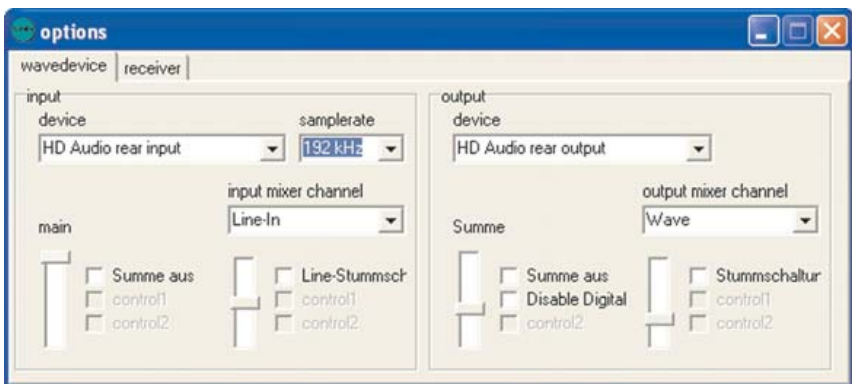 options
wavedevice receiver
input
device samplerate
HD Audio rear input 192 kHz
input mixer channel
Line-In
main
Summe aus
control1
control2
Line-Stummsch
control1
control2
output
device
HD Audio rear output
output mixer channel
Wave
Summe
Summe aus
Disable Digital
control2
Stummschaltur
control1
control2